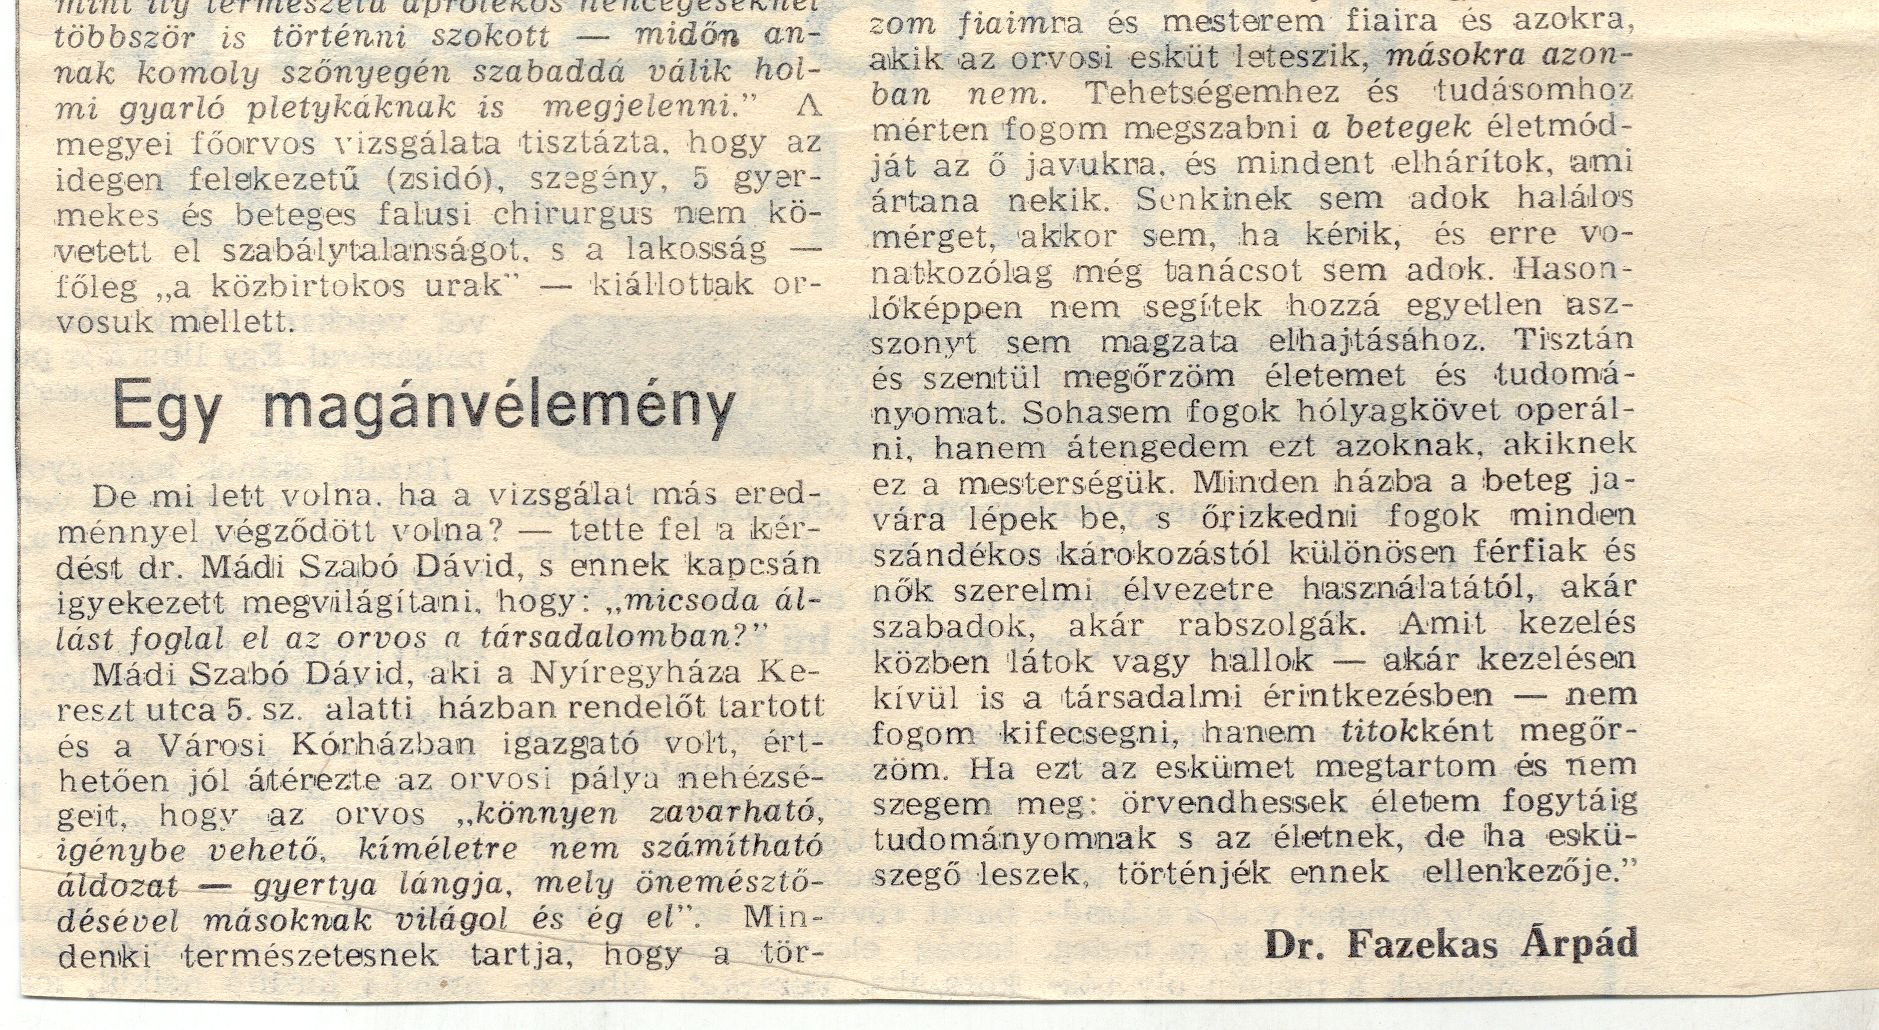 mint ily természetű aprólékos hencegéseknél
többször is történni szokott — midőn an-
nak komoly szőnyegén szabaddá válik hol-
mi gyarló pletykáknak is megjelenni.” A
megyei főorvos vizsgálata tisztázta, hogy az
idegen felekezetű (zsidó), szegény, 5 gyer-
mekes és beteges falusi chirurgus nem kö-
vetett el szabálytalanságot, s a lakosság —
főleg „a közbirtokos urak” — kiállottak or-
vosuk mellett.
Egy magánvélemény
De mi lett volna, ha a vizsgálat más ered-
ménnyel végződött volna? — tette fel a kér-
dést dr. Mádi Szabó Dávid, s ennek kapcsán
igyekezett megvilágítani, hogy: „micsoda ál-
lást foglal el az orvos a társadalomban?”
Mádi Szabó Dávid, aki a Nyíregyháza Ke-
reszt utca 5. sz. alatti házban rendelőt tartott
és a Városi Kórházban igazgató volt, ért-
hetően jól átérezte az orvosi pálya nehézsé-
geit, hogy az orvos „könnyen zavarható,
igénybe vehető, kíméletre nem számítható
áldozat — gyertya lángja, mely önemésztő-
désével másoknak világol és ég el”. Min-
denki természetesnek tartja, hogy a tör-
zom fiaimra és mesterem fiaira és azokra,
akik az orvosi esküt leteszik, másokra azon-
ban nem. Tehetségemhez és tudásomhoz
mérten fogom megszabni a betegek életmód-
ját az ő javukra, és mindent elhárítok, ami
ártana nekik. Senkinek sem adok halálos
mérget, akkor sem, ha kérik, és erre vo-
natkozólag még tanácsot sem adok. Hason-
lóképpen nem segítek hozzá egyetlen asz-
szonyt sem magzata elhajtásához. Tisztán
és szentül megőrzöm életemet és tudomá-
nyomat. Sohasem fogok hólyagkövet operál-
ni, hanem átengedem ezt azoknak, akiknek
ez a mesterségük. Minden házba a beteg ja-
vára lépek be, s őrizkedni fogok minden
szándékos károkozástól különösen férfiak és
nők szerelmi élvezetre használatától, akár
szabadok, akár rabszolgák. Amit kezelés
közben látok vagy hallok — akár kezelésen
kívül is a társadalmi érintkezésben — nem
fogom kifecsegni, hanem titokként megőr-
zöm. Ha ezt az eskümet megtartom és nem
szegem meg: örvendhessek életem fogytáig
tudományomnak s az életnek, de ha eskü-
szegő leszek, történjék ennek ellenkezője.”
Dr. Fazekas Árpád